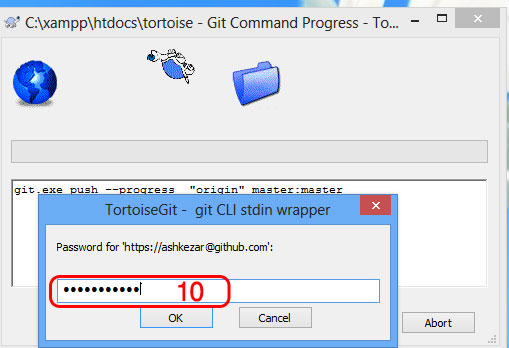 C:\xampp\htdocs\tortoise - Git Command Progress - To...
git.exe push --progress "origin" master:master
TortoiseGit - git CLI stdin wrapper
Password for 'https://ashkezar@github.com':
••••••••••• 10
OK Cancel
Abort